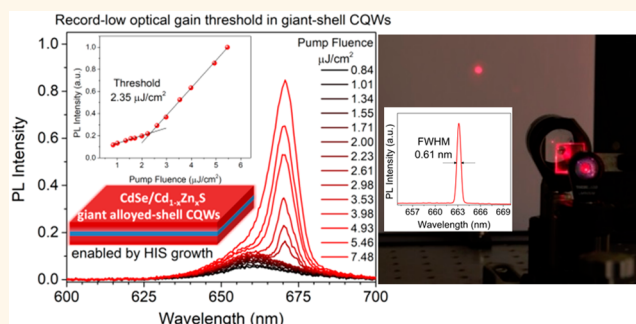 Record-low optical gain threshold in giant-shell CQWs
PL Intensity
1.0
0.8
0.6
0.4
0.2
0.0
600
625
650
675
700
Wavelength (nm)
PL Intensity (a.u.)
1.0
0.8
0.6
0.4
0.2
0.0
Threshold
2.35 μJ/cm²
1 2 3 4 5 6
Pump Fluence (μJ/cm²)
CdSe/Cd₁₋ₓZnₓS
giant alloyed-shell CQWs
enabled by HIS growth
Pump Fluence
μJ/cm²
0.84
1.01
1.34
1.55
1.71
2.00
2.23
2.61
2.98
3.53
3.98
4.93
5.46
7.48
PL Intensity (a.u.)
FWHM
0.61 nm
657 660 663 666 669
Wavelength (nm)